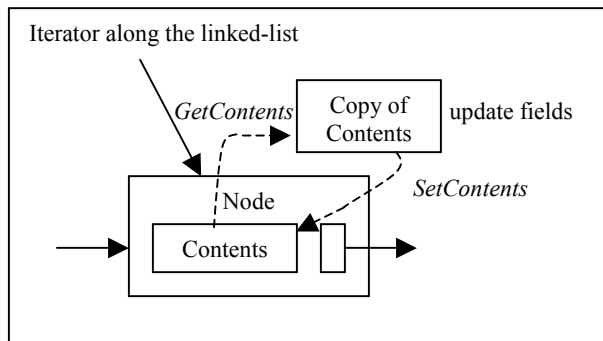 Iterator along the linked-list
GetContents
Copy of
Contents
update fields
SetContents
Node
Contents